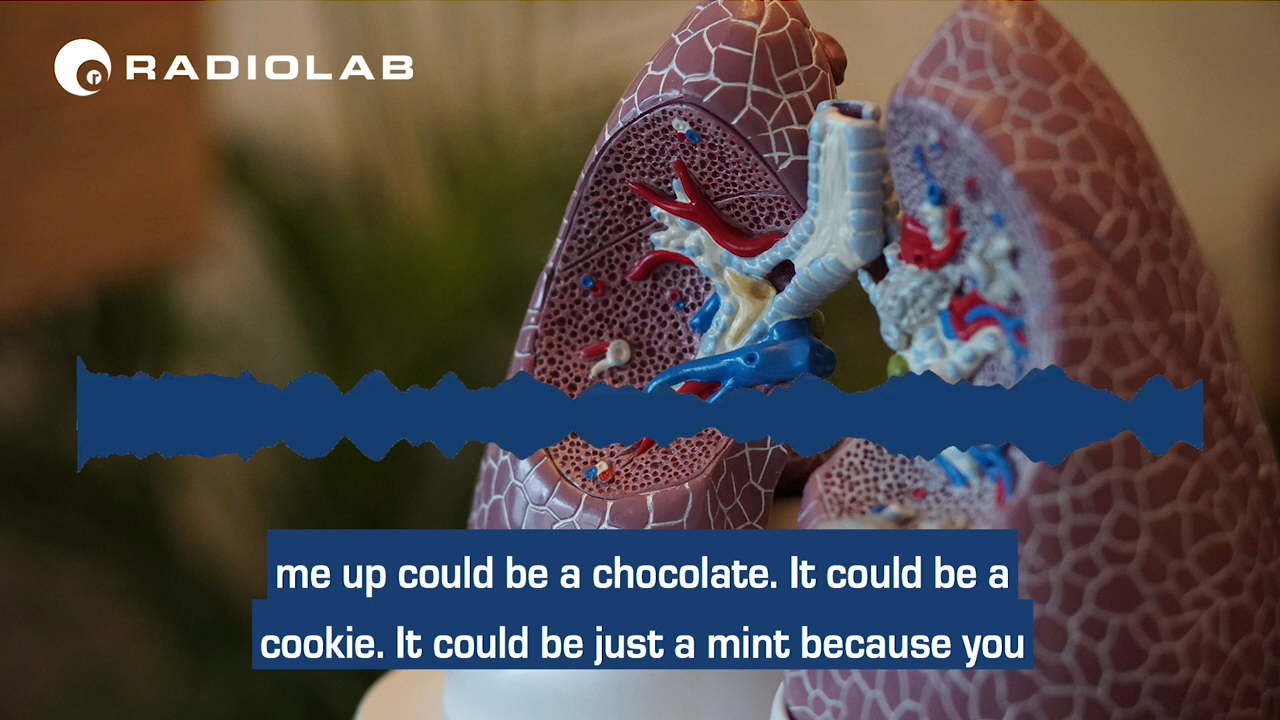 RADIOLAB
me up could be a chocolate. It could be a
cookie. It could be just a mint because you